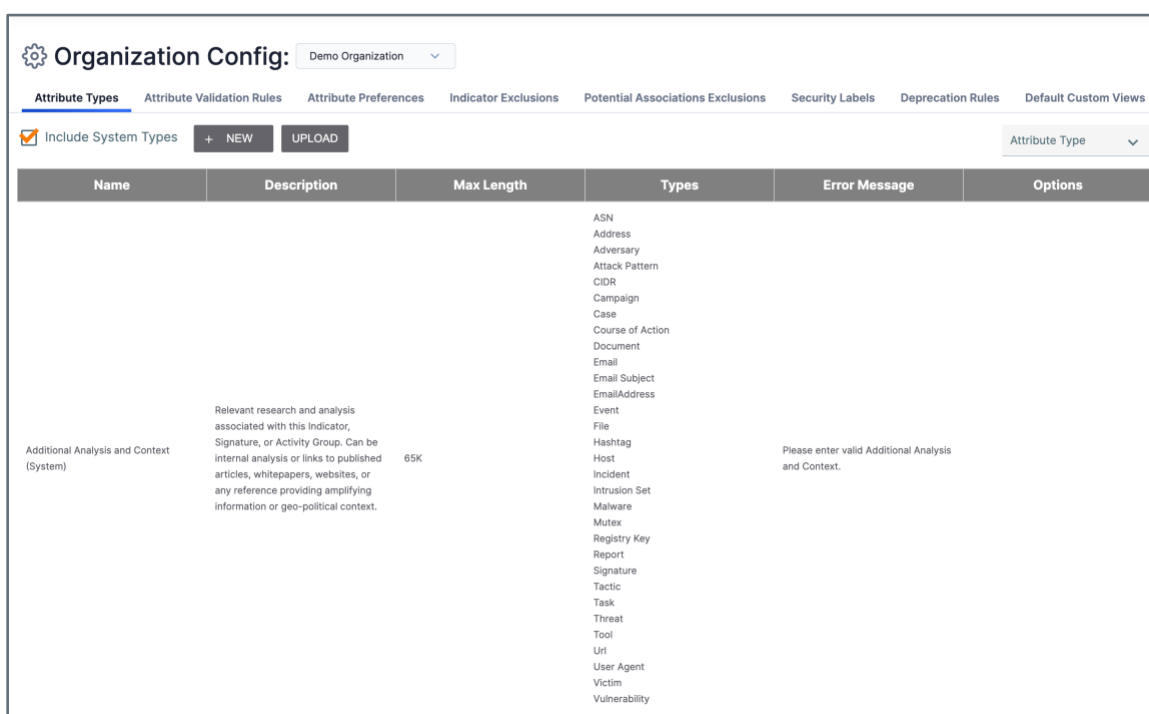 Organization Config:
Demo Organization
Attribute Types
Attribute Validation Rules
Attribute Preferences
Indicator Exclusions
Potential Associations Exclusions
Security Labels
Deprecation Rules
Default Custom Views
Include System Types
+ NEW
UPLOAD
Attribute Type
Name
Description
Max Length
Types
Error Message
Options
Additional Analysis and Context
(System)
Relevant research and analysis
associated with this Indicator,
Signature, or Activity Group. Can be
internal analysis or links to published
articles, whitepapers, websites, or
any reference providing amplifying
information or geo-political context.
65K
ASN
Address
Adversary
Attack Pattern
CIDR
Campaign
Case
Course of Action
Document
Email
Email Subject
EmailAddress
Event
File
Hashtag
Host
Incident
Intrusion Set
Malware
Mutex
Registry Key
Report
Signature
Tactic
Task
Threat
Tool
Url
User Agent
Victim
Vulnerability
Please enter valid Additional Analysis
and Context.